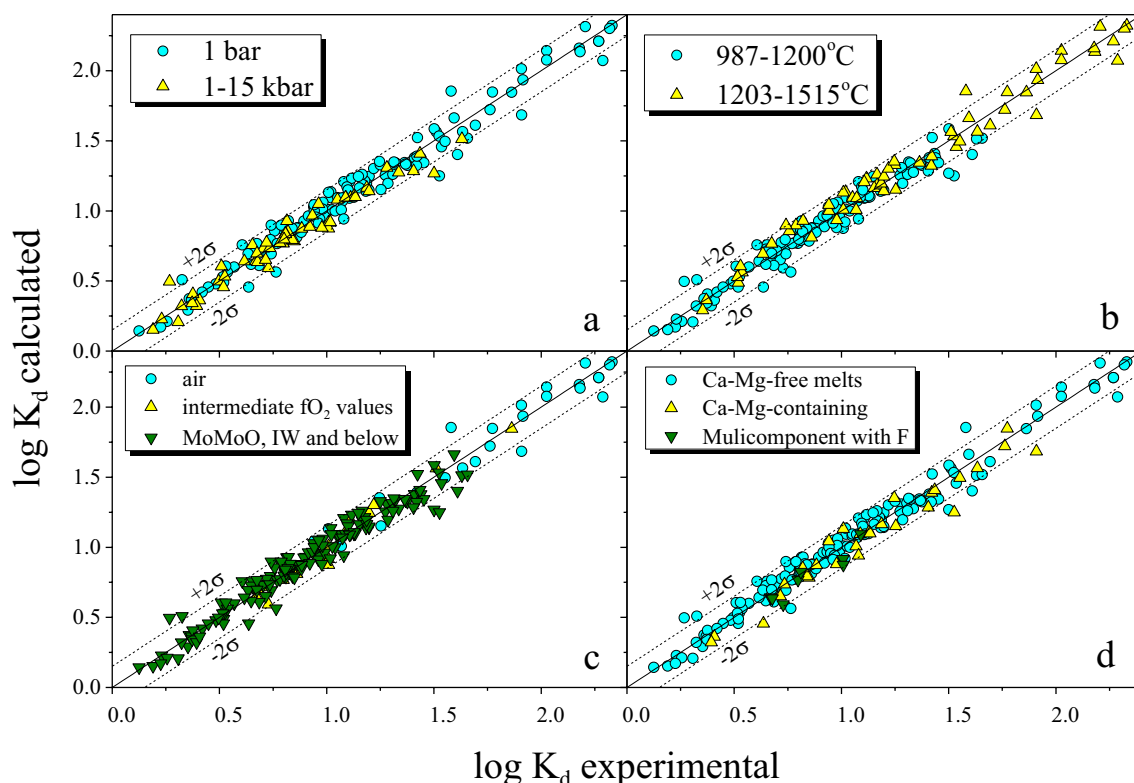 1 bar
1-15 kbar
+2σ
-2σ
a
987-1200°C
1203-1515°C
+2σ
-2σ
b
2.0
1.5
1.0
0.5
0.0
air
intermediate fO₂ values
MoMoO, IW and below
+2σ
-2σ
c
Ca-Mg-free melts
Ca-Mg-containing
Mulicomponent with F
+2σ
-2σ
d
2.0
1.5
1.0
0.5
0.0
0.0 0.5 1.0 1.5 2.0
0.5 1.0 1.5 2.0
log K_d calculated
log K_d experimental